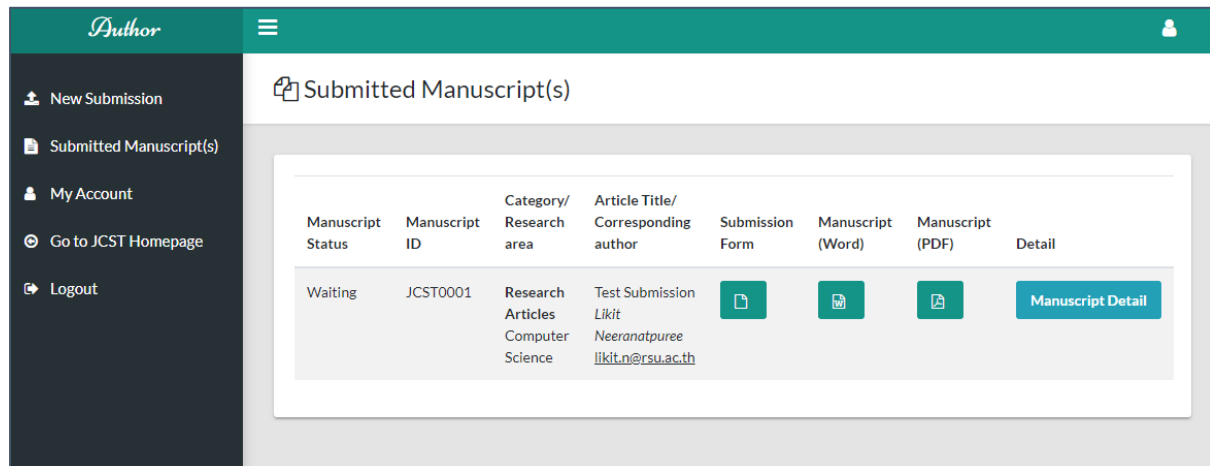 Author
New Submission
Submitted Manuscript(s)
My Account
Go to JCST Homepage
Logout
Submitted Manuscript(s)
Manuscript
Status
Manuscript
ID
Category/
Research
area
Article Title/
Corresponding
author
Submission
Form
Manuscript
(Word)
Manuscript
(PDF)
Detail
Waiting
JCST0001
Research
Articles
Computer
Science
Test Submission
Likit
Neeranatpuree
likit.n@rsu.ac.th
Manuscript Detail